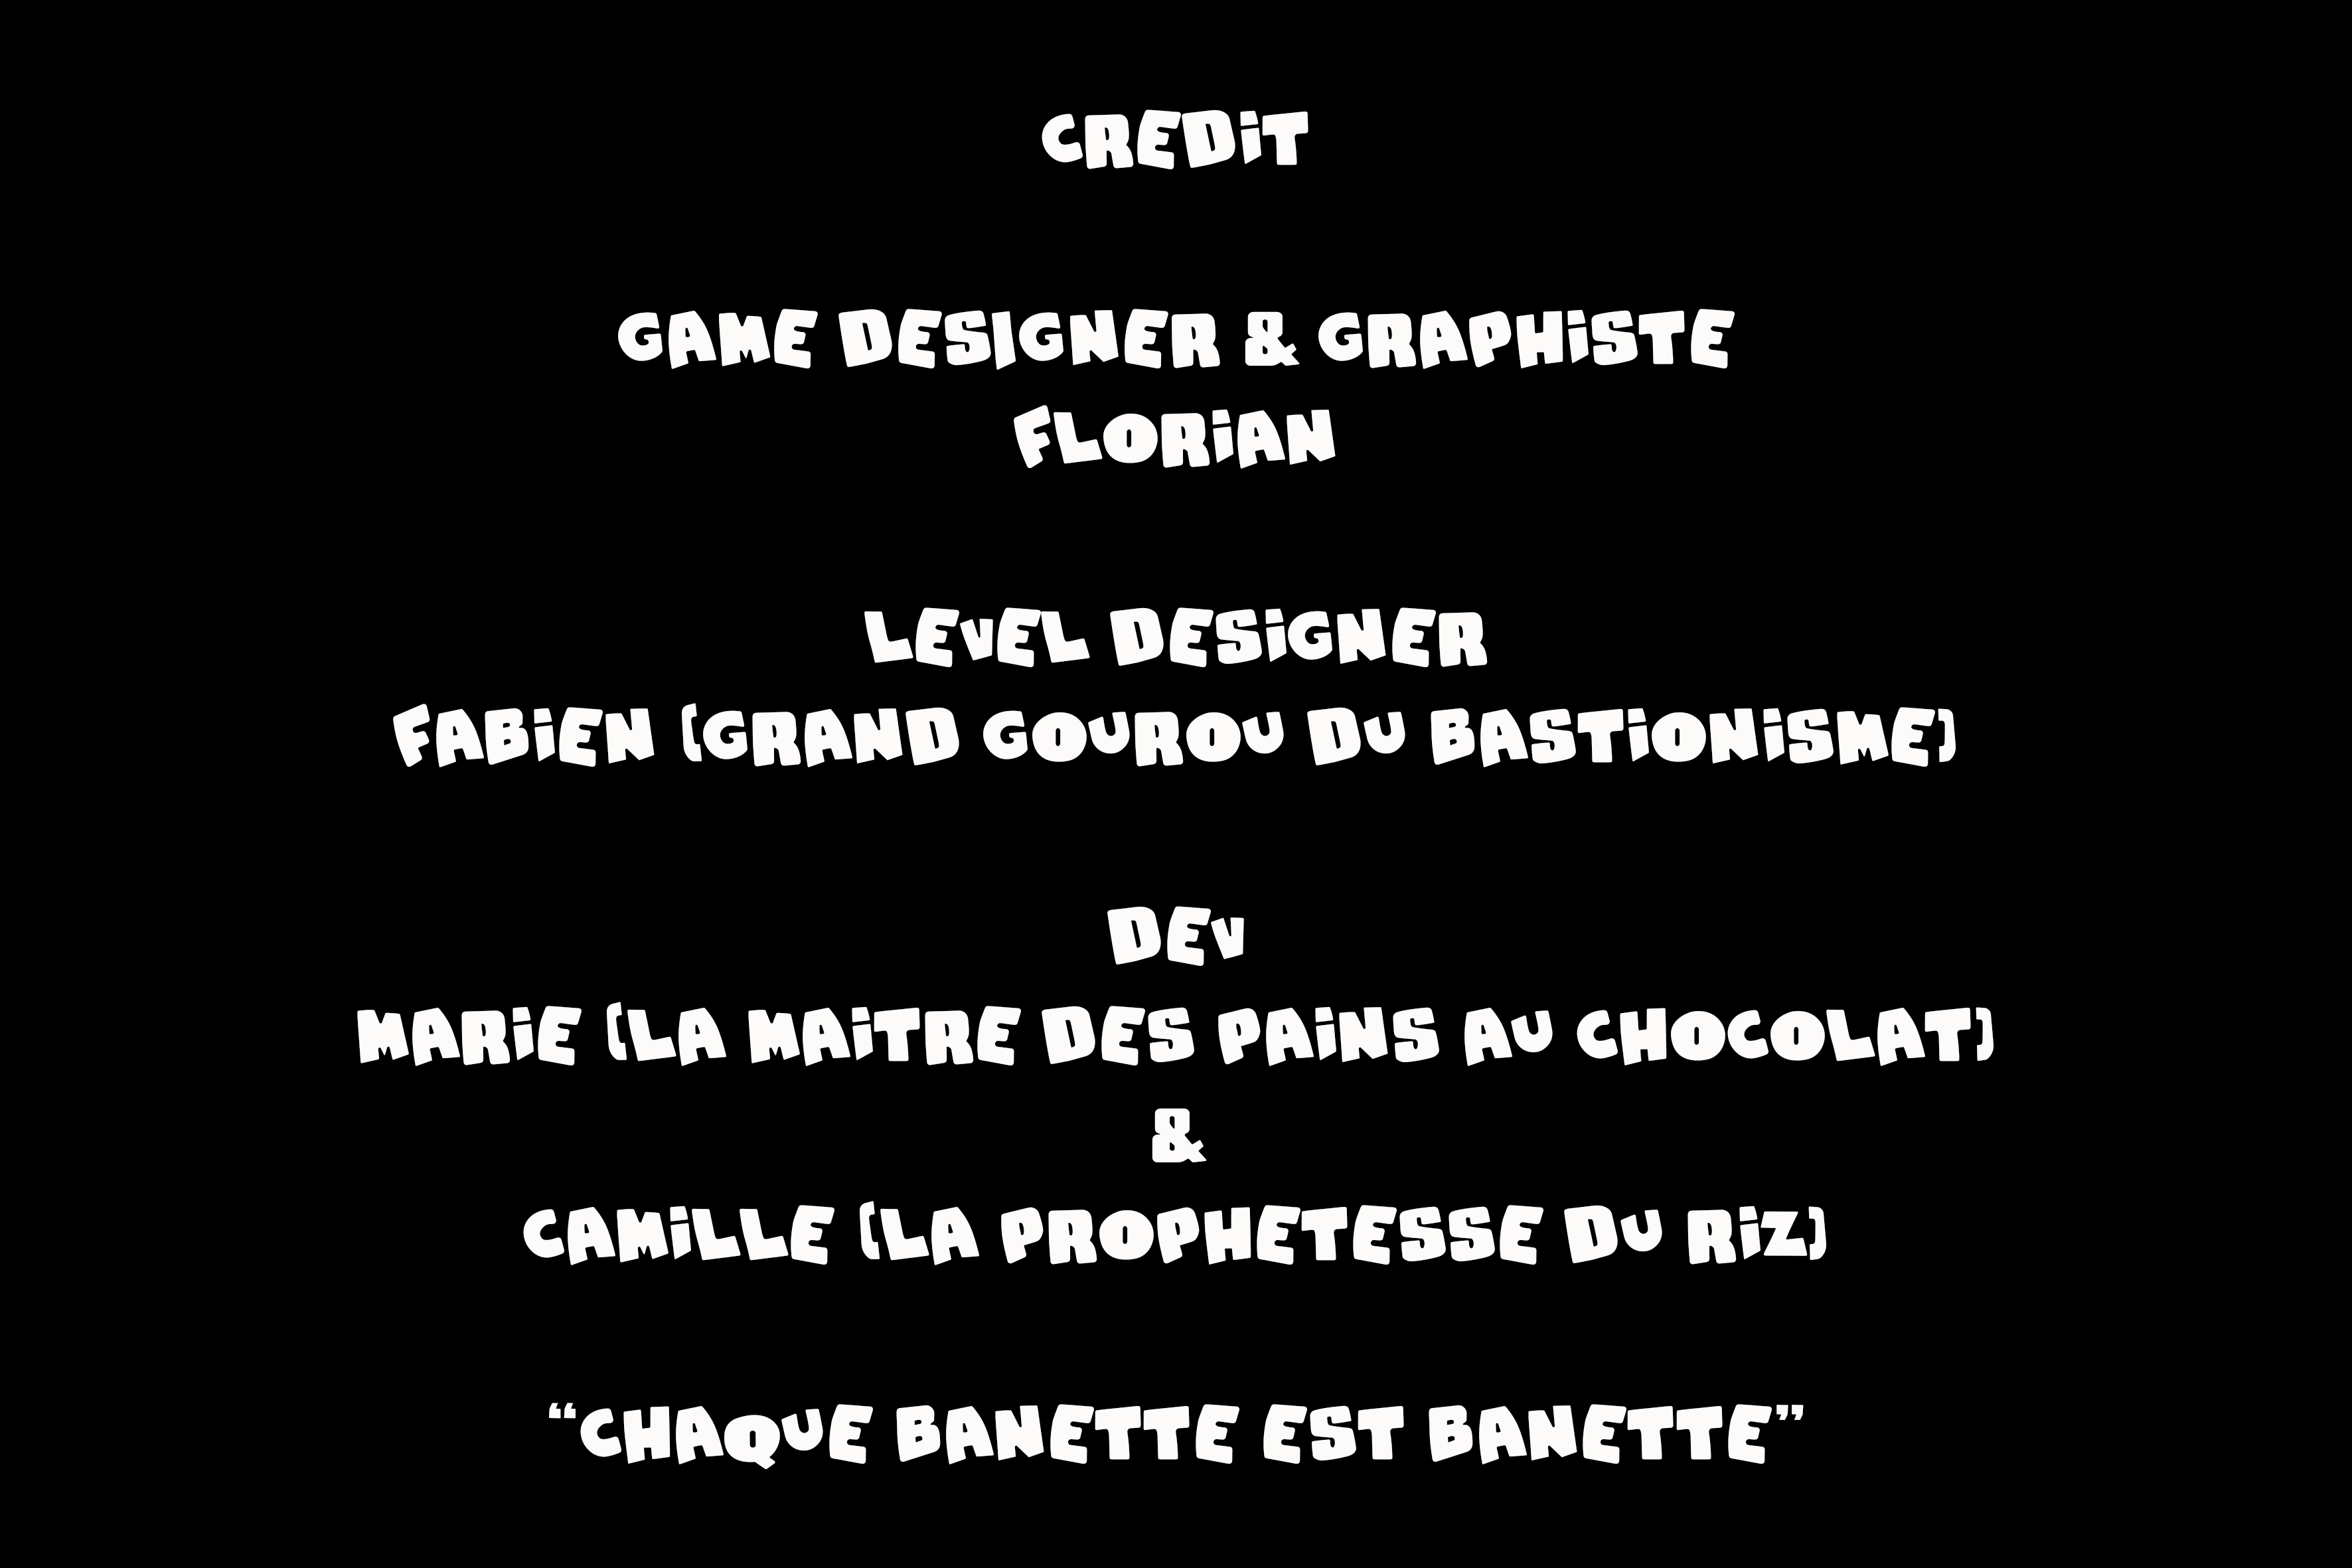 CREDiT
GAME DESIGNER & GRAPHiSTE
FLORiAN
LEVEL DESiGNER
FABiEN (GRAND GOUROU DU BASTiONiSME)
DEV
MARiE (LA MAiTRE DES PAiNS AU CHOCOLAT)
&
CAMiLLE (LA PROPHETESSE DU RiZ)
“CHAQUE BANETTE EST BANETTE”